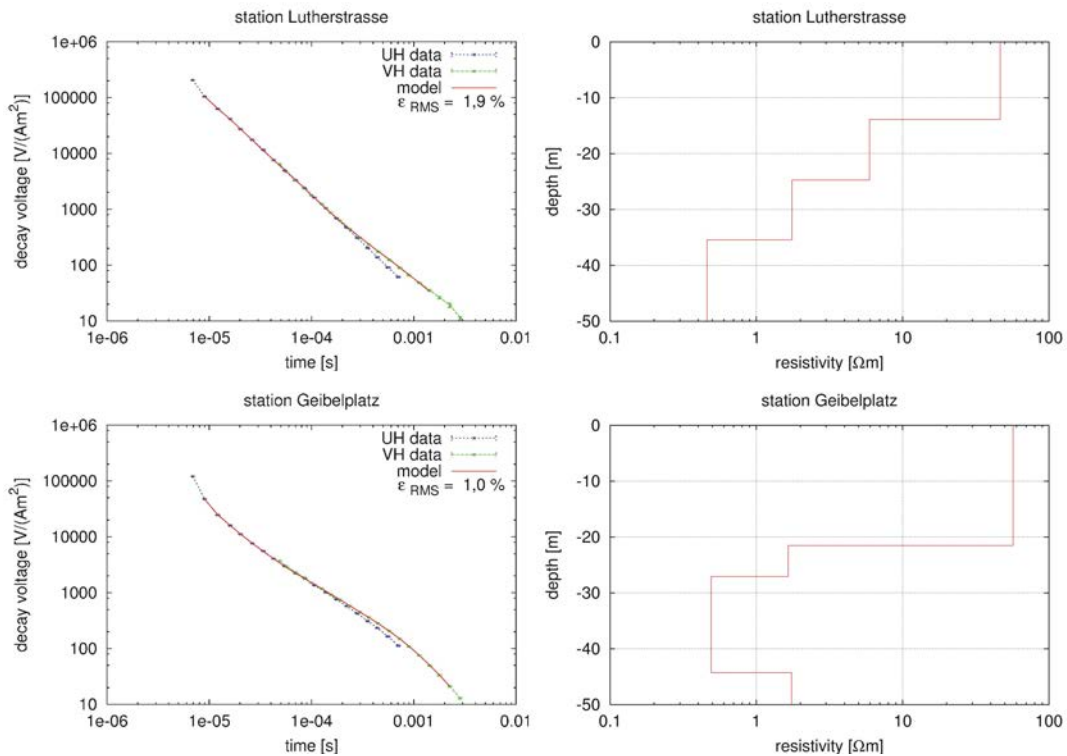 station Lutherstrasse
1e+06
100000
10000
1000
100
10
1e-06
1e-05
1e-04
0.001
0.01
decay voltage [V/(Am²)]
time [s]
UH data
VH data
model
ε RMS = 1,9 %
station Lutherstrasse
0
-10
-20
-30
-40
-50
0.1
1
10
100
depth [m]
resistivity [Ωm]
station Geibelplatz
1e+06
100000
10000
1000
100
10
1e-06
1e-05
1e-04
0.001
0.01
decay voltage [V/(Am²)]
time [s]
UH data
VH data
model
ε RMS = 1,0 %
station Geibelplatz
0
-10
-20
-30
-40
-50
0.1
1
10
100
depth [m]
resistivity [Ωm]